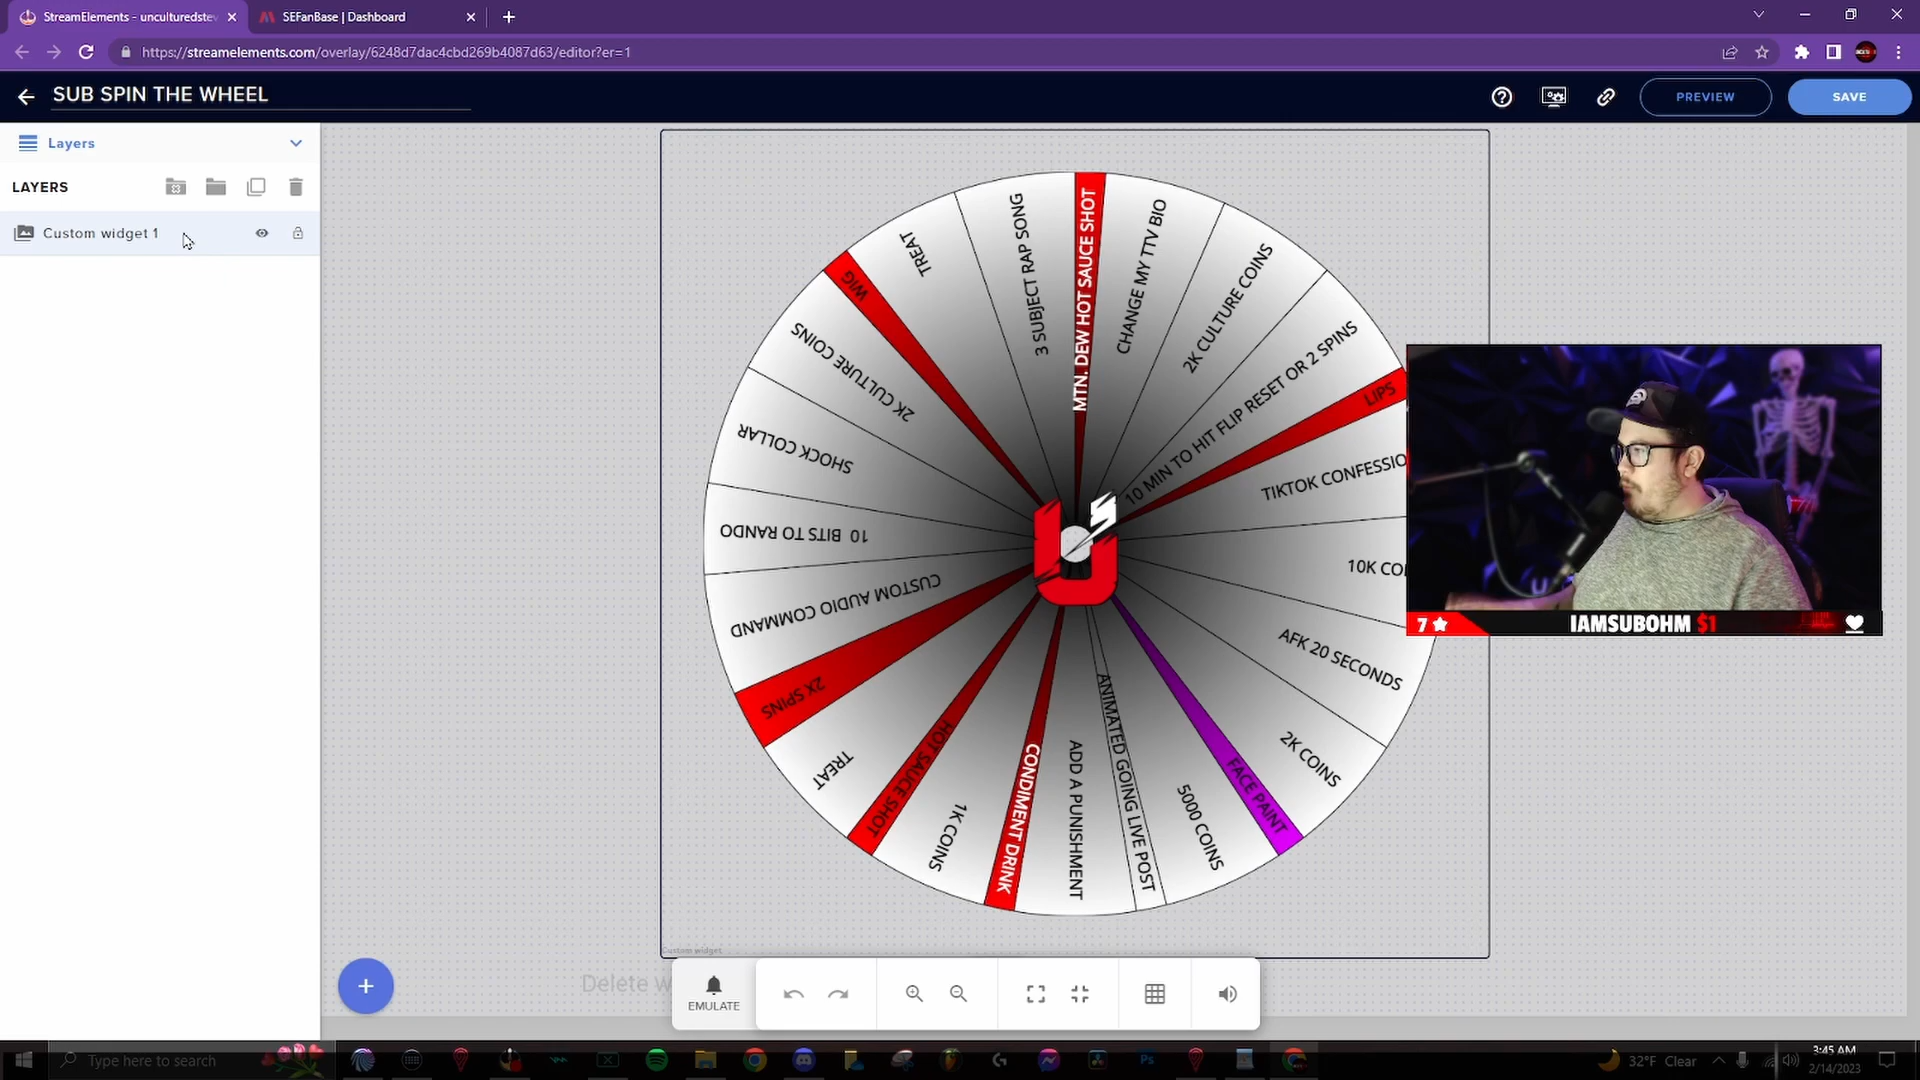 StreamElements - unculturedstev
SEFanBase | Dashboard
https://streamelements.com/overlay/6248d7dac4cbd269b4087d63/editor?er=1
SUB SPIN THE WHEEL
PREVIEW
SAVE
Layers
LAYERS
Custom widget 1
MTN. DEW HOT SAUCE SHOT
CHANGE MY TTV BIO
2K CULTURE COINS
10 MIN TO HIT FLIP RESET OR 2 SPINS
LIPS
TIKTOK CONFESSIO
10K CO
AFK 20 SECONDS
2K COINS
FACE PAINT
5000 COINS
ANIMATED GOING LIVE POST
ADD A PUNISHMENT
CONDIMENT DRINK
1K COINS
HOT SAUCE SHOT
TREAT
2X SPINS
CUSTOM AUDIO COMMAND
10 BITS TO RANDO
SHOCK COLLAR
2K CULTURE COINS
WIG
TREAT
3 SUBJECT RAP SONG
7
IAMSUBOHM $1
Custom widget
Delete w
EMULATE
Type here to search
32°F Clear
3:45 AM
2/14/2023